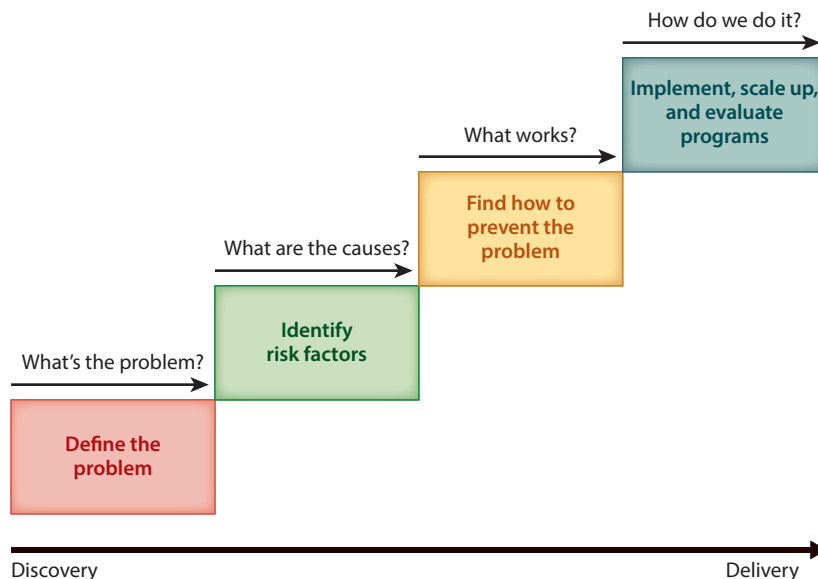 How do we do it?
Implement, scale up,
and evaluate
programs
What works?
Find how to
prevent the
problem
What are the causes?
Identify
risk factors
What's the problem?
Define the
problem
Discovery
Delivery